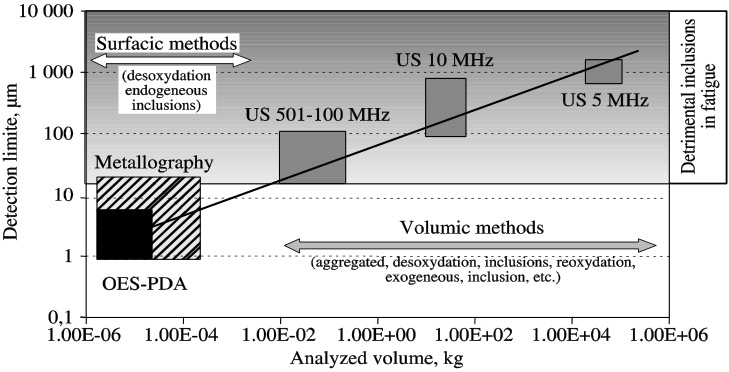 10 000
Surfacic methods
(desoxydation
endogeneous
inclusions)
1 000
US 10 MHz
US 5 MHz
US 501-100 MHz
100
Metallography
10
Volumic methods
(aggregated, desoxydation, inclusions, reoxydation,
exogeneous, inclusion, etc.)
1
OES-PDA
0,1
Detection limite, μm
Detrimental inclusions
in fatigue
1.00E-06 1.00E-04 1.00E-02 1.00E+00 1.00E+02 1.00E+04 1.00E+06
Analyzed volume, kg